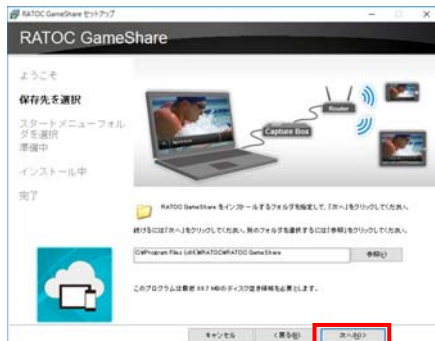 RATOC GameShare セットアップ
RATOC GameShare
ようこそ
保存先を選択
スタートメニューフォル
ダを選択
準備中
インストール中
完了
Router
Capture Box
RATOC GameShare をインストールするフォルダを指定して、「次へ」をクリックしてください。
続けるには「次へ」をクリックしてください。別のフォルダを選択するには「参照」をクリックしてください。
C:¥Program Files (x86)¥RATOC¥RATOC GameShare
参照(R)
このプログラムは最低 39.7 MBのディスク空き領域を必要とします。
キャンセル
< 戻る(B)
次へ(N) >